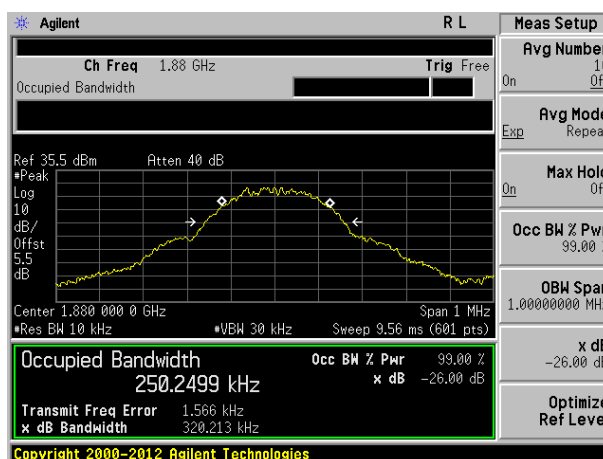 Agilent R L
Meas Setup
Ch Freq 1.88 GHz Trig Free
Occupied Bandwidth
Avg Number
10
On Off
Avg Mode
Exp Repeat
Max Hold
On Off
Occ BW % Pwr
99.00 %
OBW Span
1.00000000 MHz
x dB
-26.00 dB
Optimize
Ref Level
Ref 35.5 dBm Atten 40 dB
#Peak
Log
10
dB/
Offst
5.5
dB
Center 1.880 000 0 GHz Span 1 MHz
#Res BW 10 kHz #VBW 30 kHz Sweep 9.56 ms (601 pts)
Occupied Bandwidth Occ BW % Pwr 99.00 %
250.2499 kHz x dB -26.00 dB
Transmit Freq Error 1.566 kHz
x dB Bandwidth 320.213 kHz
Copyright 2000-2012 Agilent Technologies